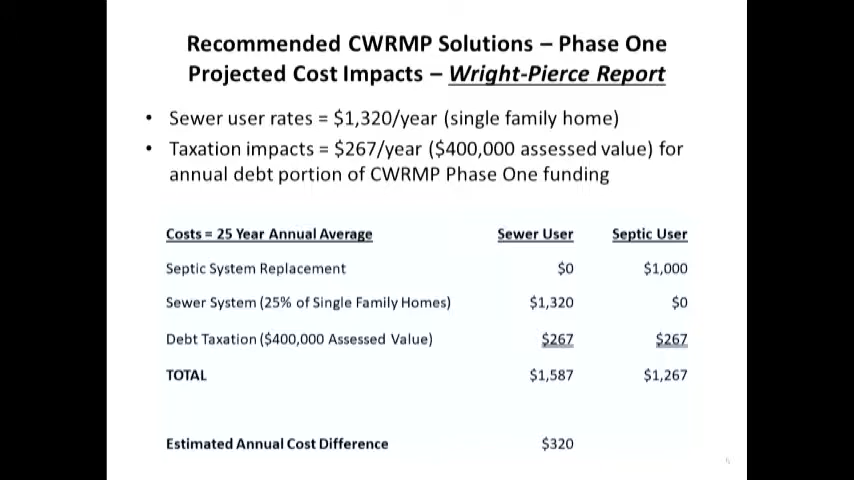 Recommended CWRMP Solutions – Phase One
Projected Cost Impacts – Wright-Pierce Report
• Sewer user rates = $1,320/year (single family home)
• Taxation impacts = $267/year ($400,000 assessed value) for
annual debt portion of CWRMP Phase One funding
Costs = 25 Year Annual Average Sewer User Septic User
Septic System Replacement $0 $1,000
Sewer System (25% of Single Family Homes) $1,320 $0
Debt Taxation ($400,000 Assessed Value) $267 $267
TOTAL $1,587 $1,267
Estimated Annual Cost Difference $320